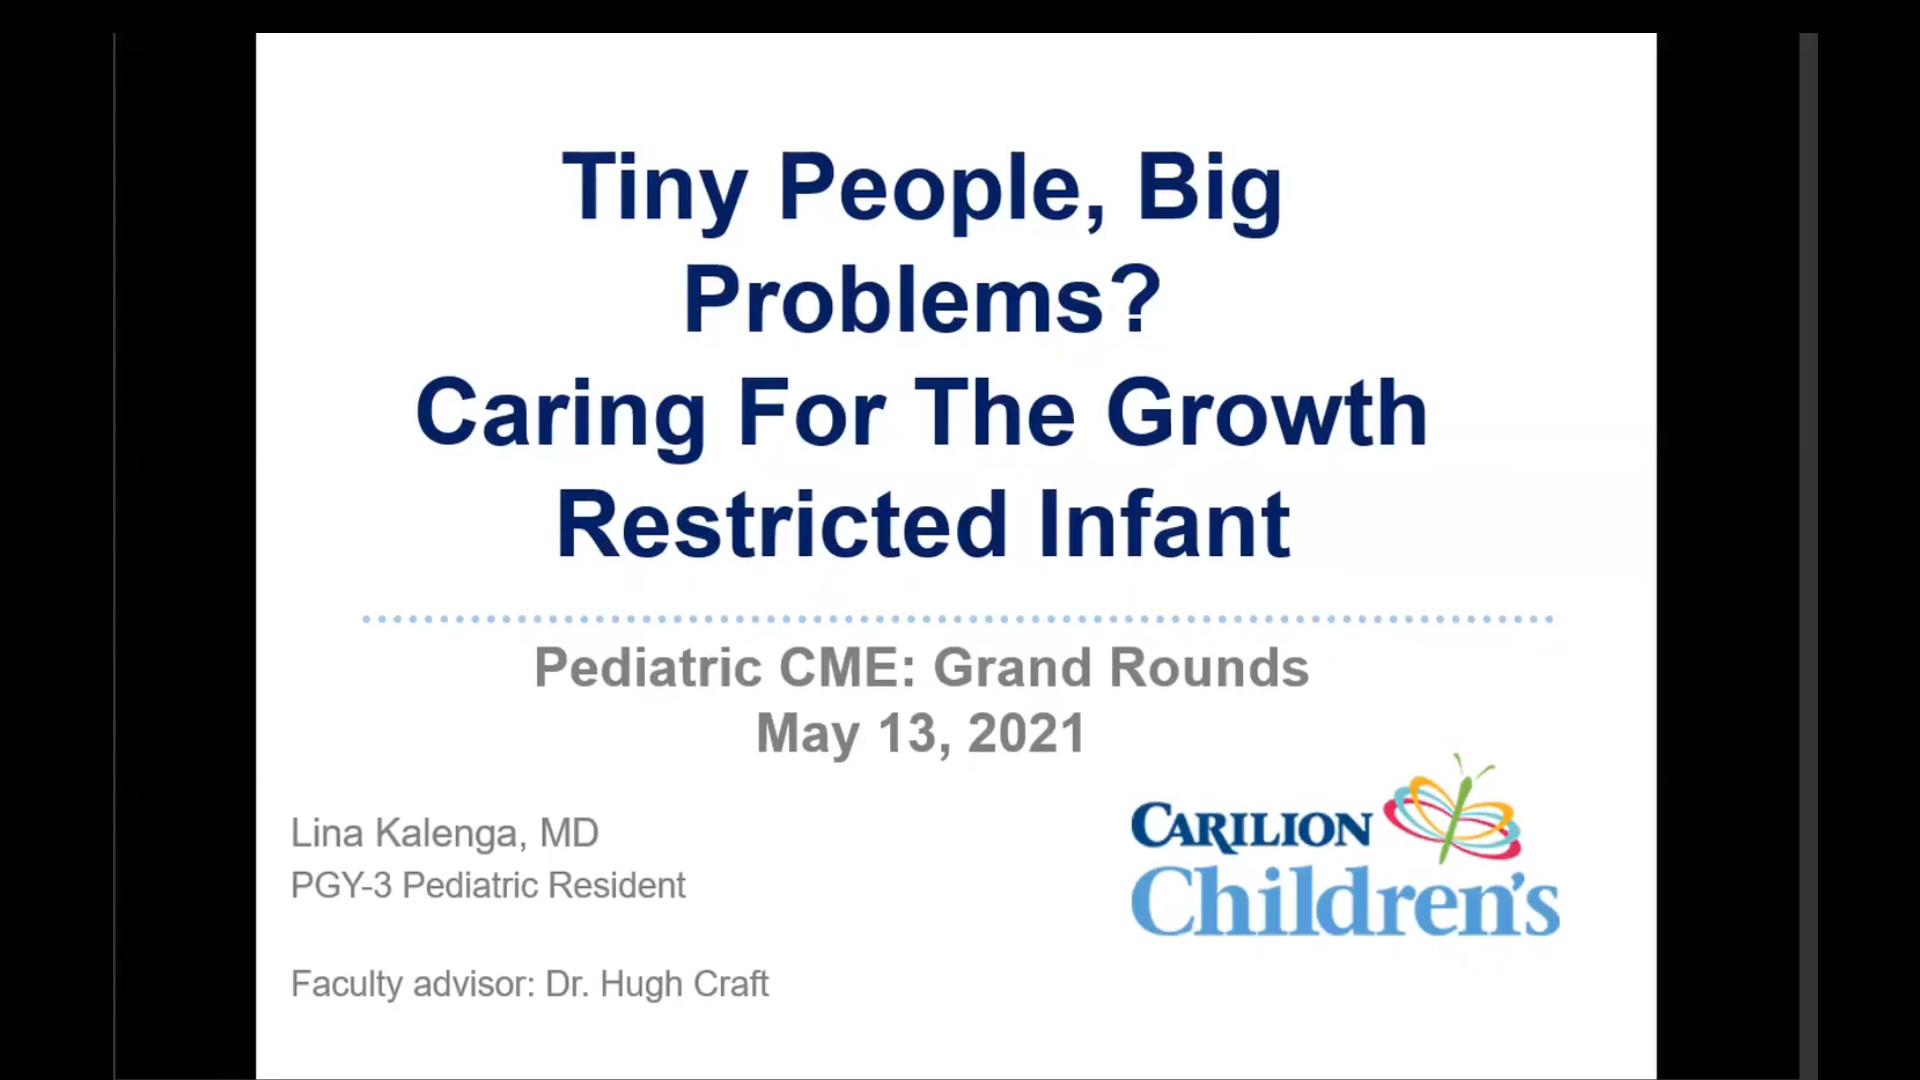 Tiny People, Big
Problems?
Caring For The Growth
Restricted Infant
Pediatric CME: Grand Rounds
May 13, 2021
Lina Kalenga, MD
PGY-3 Pediatric Resident
Faculty advisor: Dr. Hugh Craft
CARILION
Children's